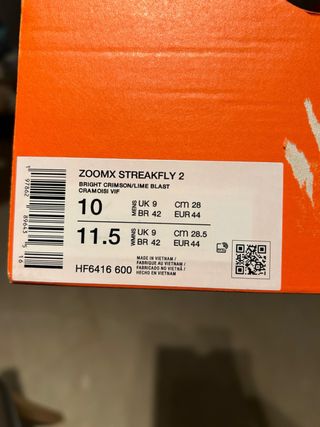 ZOOMX STREAKFLY 2
BRIGHT CRIMSON/LIME BLAST
CRAMOISI VIF
10 MENS UK 9 CM 28
BR 42 EUR 44
11.5 WMNS UK 9 CM 28.5
BR 42 EUR 44
HF6416 600
MADE IN VIETNAM /
FABRIQUÉ AU VIETNAM /
FABRICADO NO VIETNÃ /
HECHO EN VIETNAM